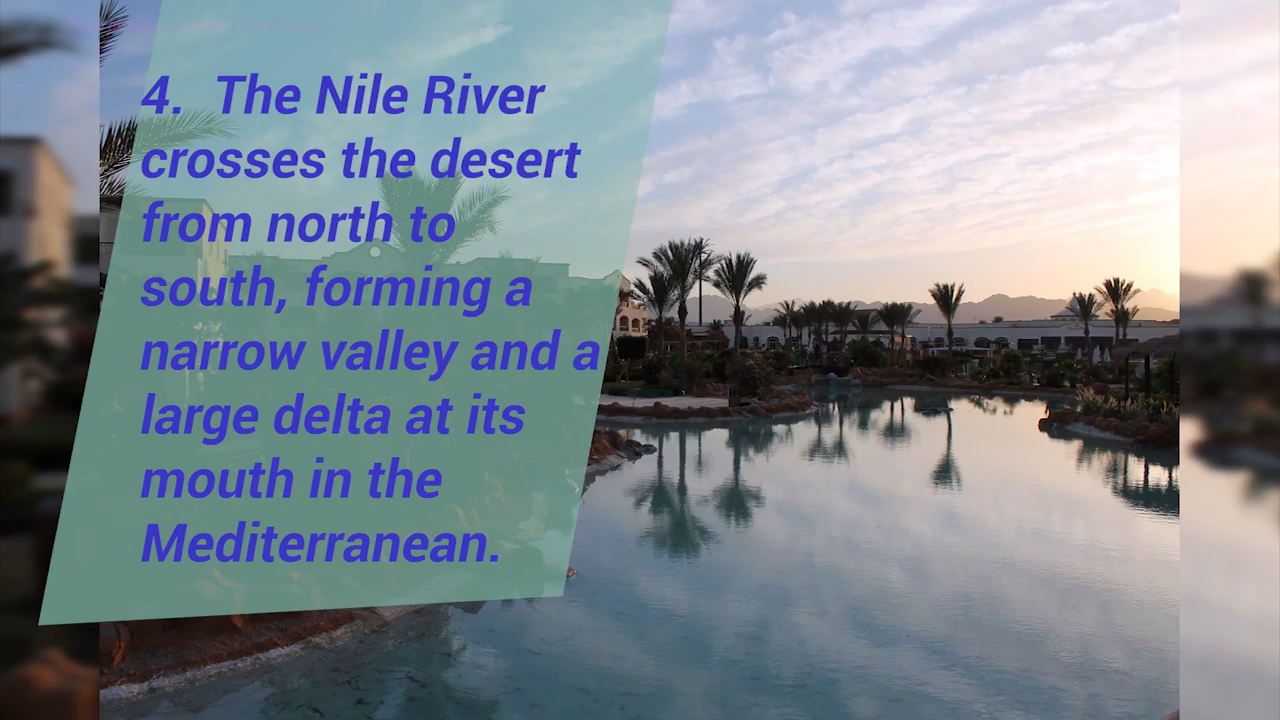 4. The Nile River
crosses the desert
from north to
south, forming a
narrow valley and a
large delta at its
mouth in the
Mediterranean.